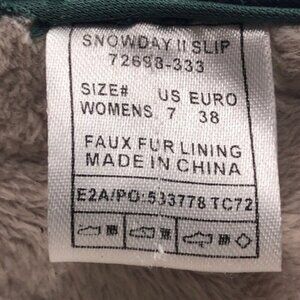 SNOWDAY II SLIP
72698-333
SIZE# US EURO
WOMENS 7 38
FAUX FUR LINING
MADE IN CHINA
E2A/PO:533778 TC72